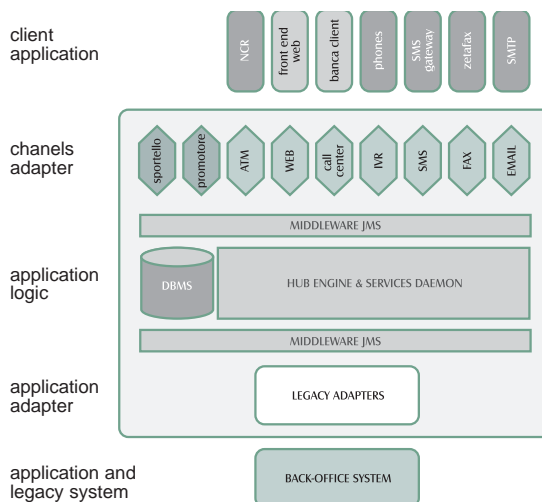 client
application
NCR
front end
web
banca client
phones
SMS
gateway
zetafax
SMTP
chanels
adapter
sportello
promotore
ATM
WEB
call
center
IVR
SMS
FAX
EMAIL
MIDDLEWARE JMS
application
logic
DBMS
HUB ENGINE & SERVICES DAEMON
MIDDLEWARE JMS
application
adapter
LEGACY ADAPTERS
application and
legacy system
BACK-OFFICE SYSTEM